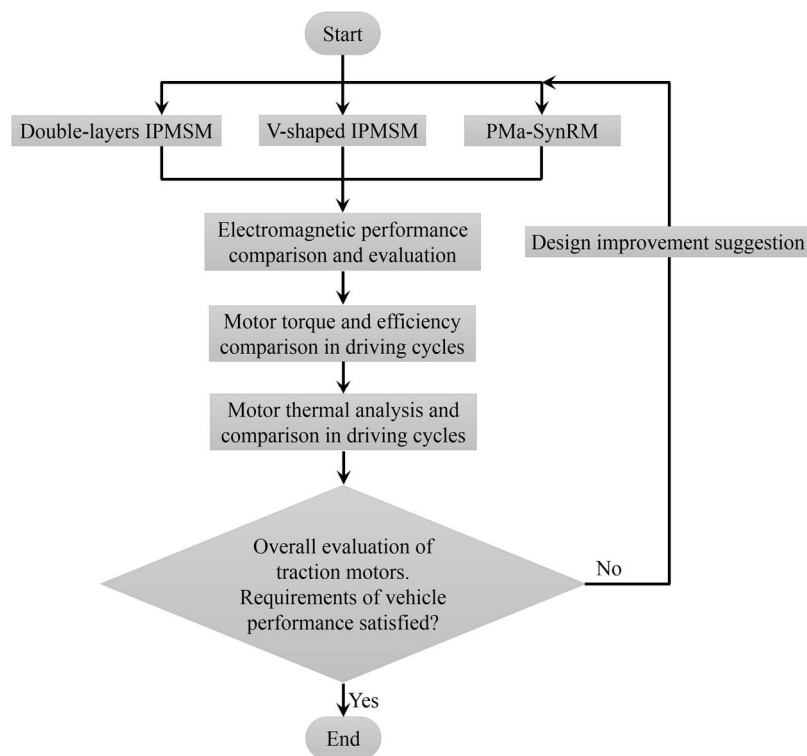 Start
Double-layers IPMSM
V-shaped IPMSM
PMa-SynRM
Electromagnetic performance
comparison and evaluation
Design improvement suggestion
Motor torque and efficiency
comparison in driving cycles
Motor thermal analysis and
comparison in driving cycles
Overall evaluation of
traction motors.
Requirements of vehicle
performance satisfied?
No
Yes
End